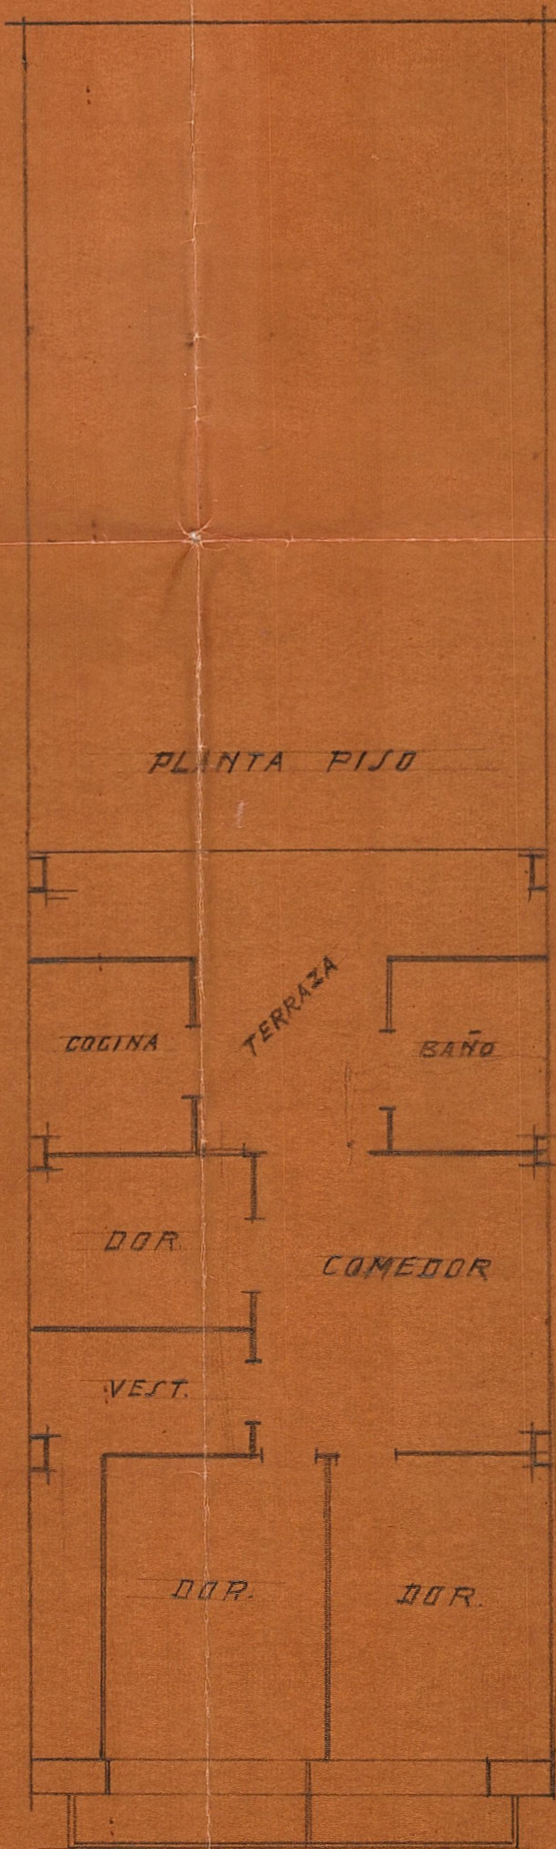 PLANTA PISO
TERRAZA
COCINA
BAÑO
DOR
COMEDOR
VEST.
DOR.
DOR.